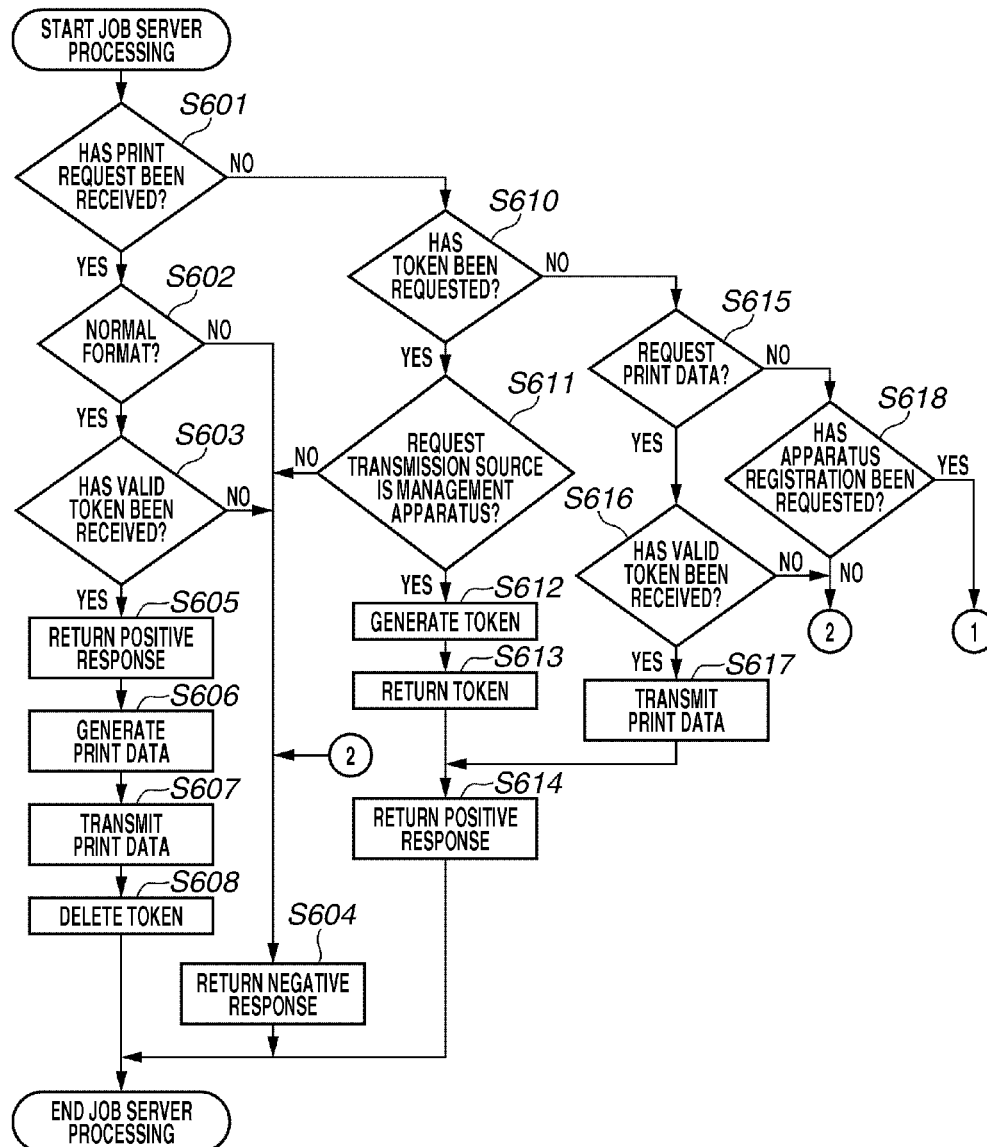 START JOB SERVER
PROCESSING
S601
HAS PRINT
REQUEST BEEN
RECEIVED?
NO
YES
S602
NORMAL
FORMAT?
NO
YES
S603
HAS VALID
TOKEN BEEN
RECEIVED?
NO
YES
S605
RETURN POSITIVE
RESPONSE
S606
GENERATE
PRINT DATA
S607
TRANSMIT
PRINT DATA
S608
DELETE TOKEN
S604
RETURN NEGATIVE
RESPONSE
2
S610
HAS
TOKEN BEEN
REQUESTED?
NO
YES
S611
REQUEST
TRANSMISSION SOURCE
IS MANAGEMENT
APPARATUS?
NO
YES
S612
GENERATE TOKEN
S613
RETURN TOKEN
S614
RETURN POSITIVE
RESPONSE
S615
REQUEST
PRINT DATA?
NO
YES
S616
HAS VALID
TOKEN BEEN
RECEIVED?
NO
YES
S617
TRANSMIT
PRINT DATA
S618
HAS
APPARATUS
REGISTRATION BEEN
REQUESTED?
YES
NO
2
1
END JOB SERVER
PROCESSING